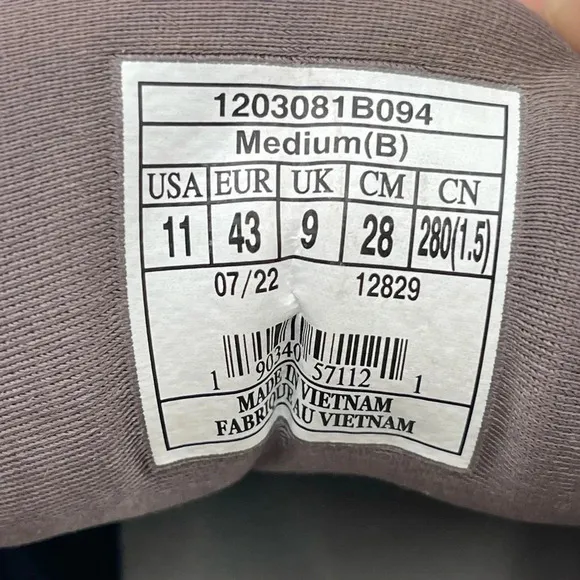 1203081B094
Medium(B)
USA EUR UK CM CN
11 43 9 28 280(1.5)
07/22 12829
1 90340 57112 1
MADE IN VIETNAM
FABRIQUE AU VIETNAM